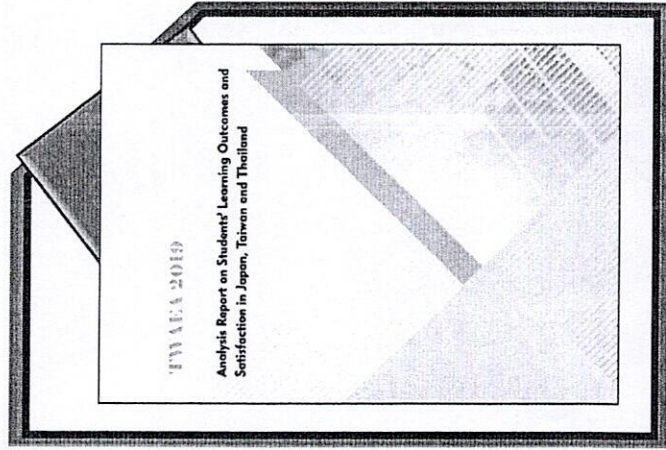 TWAEA 2019
Analysis Report on Students' Learning Outcomes and
Satisfaction in Japan, Taiwan and Thailand